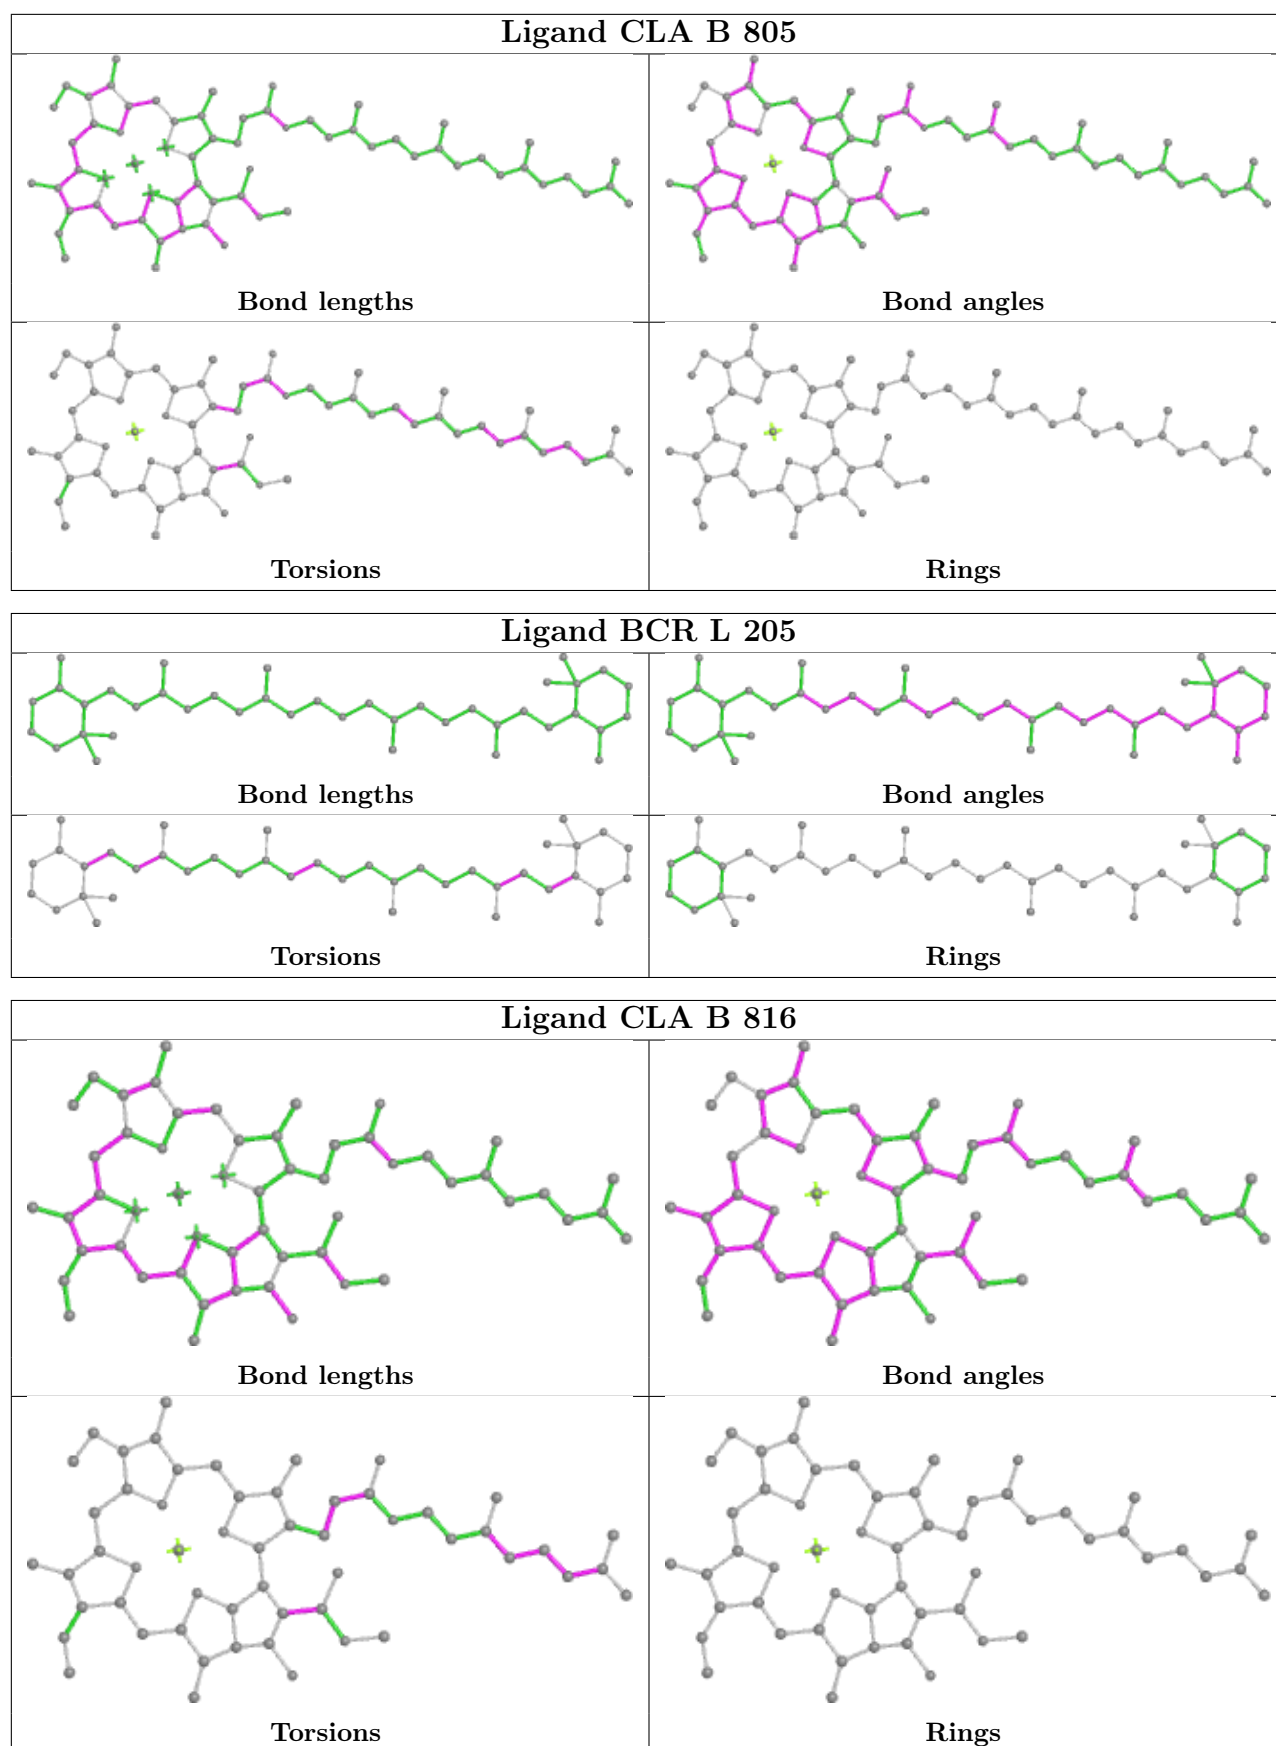 Ligand CLA B 805
Bond lengths
Bond angles
Torsions
Rings
Ligand BCR L 205
Bond lengths
Bond angles
Torsions
Rings
Ligand CLA B 816
Bond lengths
Bond angles
Torsions
Rings